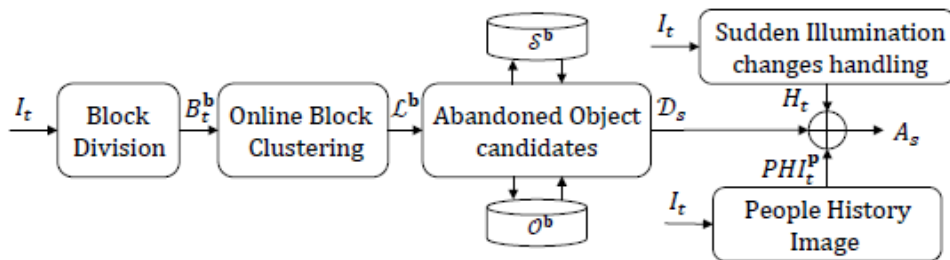 I_t
Block
Division
B_t^b
Online Block
Clustering
ℒ^b
𝒮^b
Abandoned Object
candidates
𝒪^b
𝒟_s
I_t
Sudden Illumination
changes handling
H_t
A_s
PHI_t^p
I_t
People History
Image